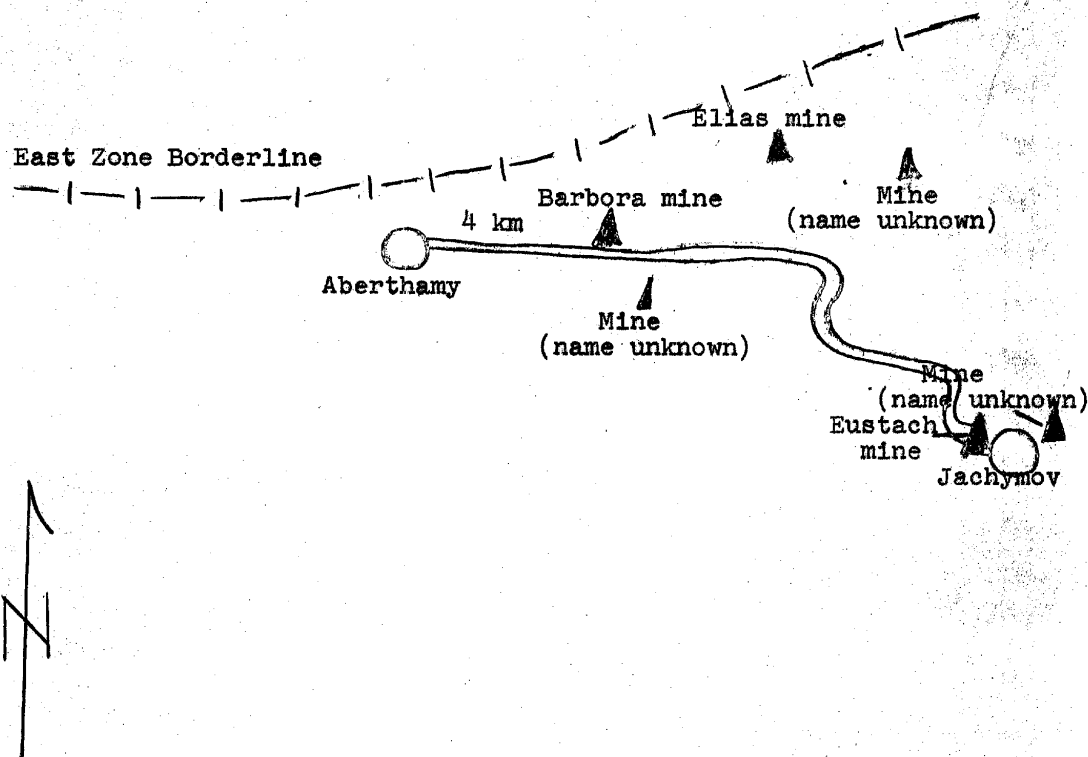 Elias mine
East Zone Borderline
Mine
(name unknown)
Barbora mine
4 km
Aberthamy
Mine
(name unknown)
Mine
(name unknown)
Eustach
mine
Jachymov
N